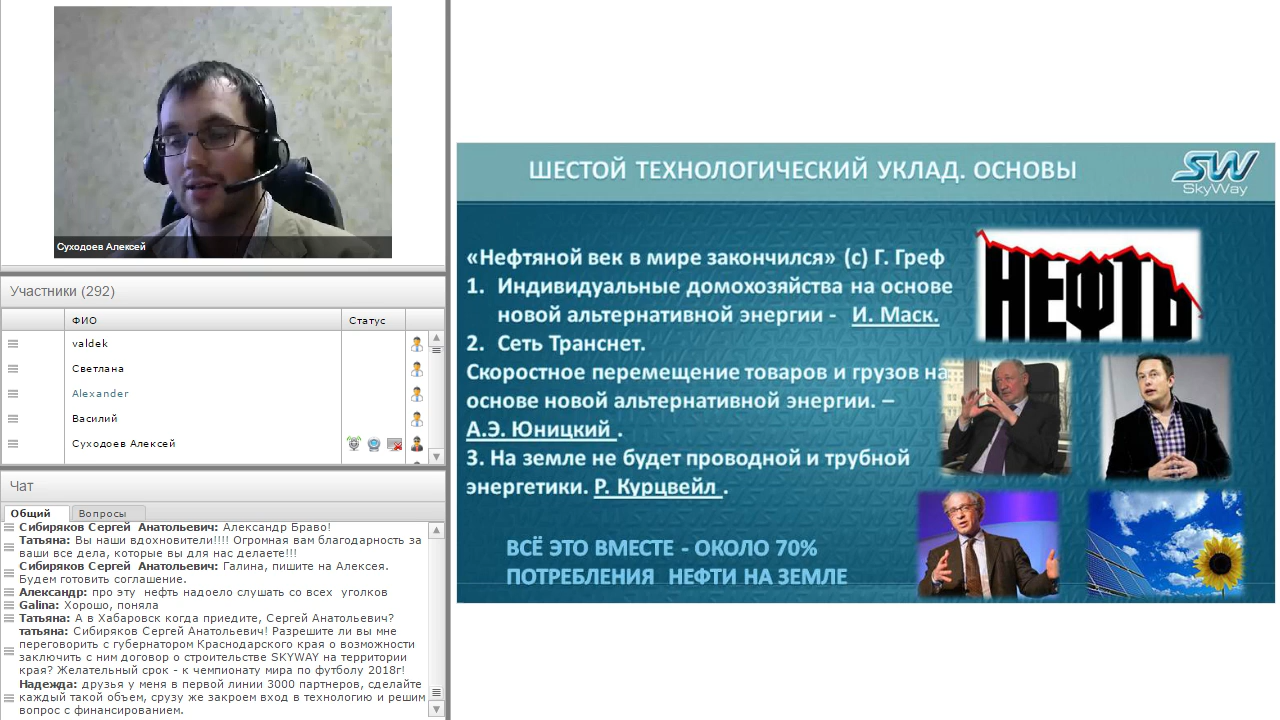 Суходоев Алексей
Участники (292)
ФИО Статус
valdek
Светлана
Alexander
Василий
Суходоев Алексей
Чат
Общий Вопросы
Сибиряков Сергей Анатольевич: Александр Браво!
Татьяна: Вы наши вдохновители!!!! Огромная вам благодарность за
ваши все дела, которые вы для нас делаете!!!
Сибиряков Сергей Анатольевич: Галина, пишите на Алексея.
Будем готовить соглашение.
Александр: про эту нефть надоело слушать со всех уголков
Galina: Хорошо, поняла
Татьяна: А в Хабаровск когда приедите, Сергей Анатольевич?
татьяна: Сибиряков Сергей Анатольевич! Разрешите ли вы мне
переговорить с губернатором Краснодарского края о возможности
заключить с ним договор о строительстве SKYWAY на территории
края? Желательный срок - к чемпионату мира по футболу 2018г!
Надежда: друзья у меня в первой линии 3000 партнеров, сделайте
каждый такой объем, срузу же закроем вход в технологию и решим
вопрос с финансированием.
ШЕСТОЙ ТЕХНОЛОГИЧЕСКИЙ УКЛАД. ОСНОВЫ
SW
SkyWay
«Нефтяной век в мире закончился» (с) Г. Греф
1. Индивидуальные домохозяйства на основе
новой альтернативной энергии - И. Маск.
2. Сеть Транснет.
Скоростное перемещение товаров и грузов на
основе новой альтернативной энергии. –
А.Э. Юницкий .
3. На земле не будет проводной и трубной
энергетики. Р. Курцвейл .
ВСЁ ЭТО ВМЕСТЕ - ОКОЛО 70%
ПОТРЕБЛЕНИЯ НЕФТИ НА ЗЕМЛЕ
НЕФТЬ